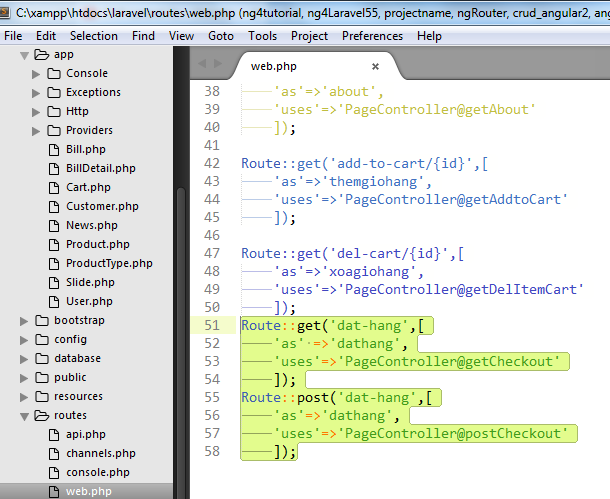 C:\xampp\htdocs\laravel\routes\web.php (ng4tutorial, ng4Laravel55, projectname, ngRouter, crud_angular2, an
File Edit Selection Find View Goto Tools Project Preferences Help
app
Console
Exceptions
Http
Providers
Bill.php
BillDetail.php
Cart.php
Customer.php
News.php
Product.php
ProductType.php
Slide.php
User.php
bootstrap
config
database
public
resources
routes
api.php
channels.php
console.php
web.php
web.php ×
38 'as'=>'about',
39 'uses'=>'PageController@getAbout'
40 ]);
41
42 Route::get('add-to-cart/{id}',[
43 'as'=>'themgiohang',
44 'uses'=>'PageController@getAddtoCart'
45 ]);
46
47 Route::get('del-cart/{id}',[
48 'as'=>'xoagiohang',
49 'uses'=>'PageController@getDelItemCart'
50 ]);
51 Route::get('dat-hang',[
52 'as' =>'dathang',
53 'uses'=>'PageController@getCheckout'
54 ]);
55 Route::post('dat-hang',[
56 'as'=>'dathang',
57 'uses'=>'PageController@postCheckout'
58 ]);